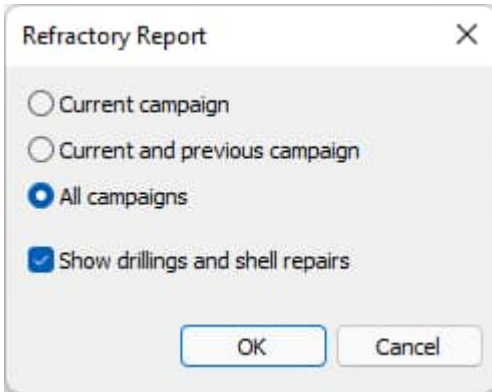 Refractory Report
Current campaign
Current and previous campaign
All campaigns
Show drillings and shell repairs
OK Cancel